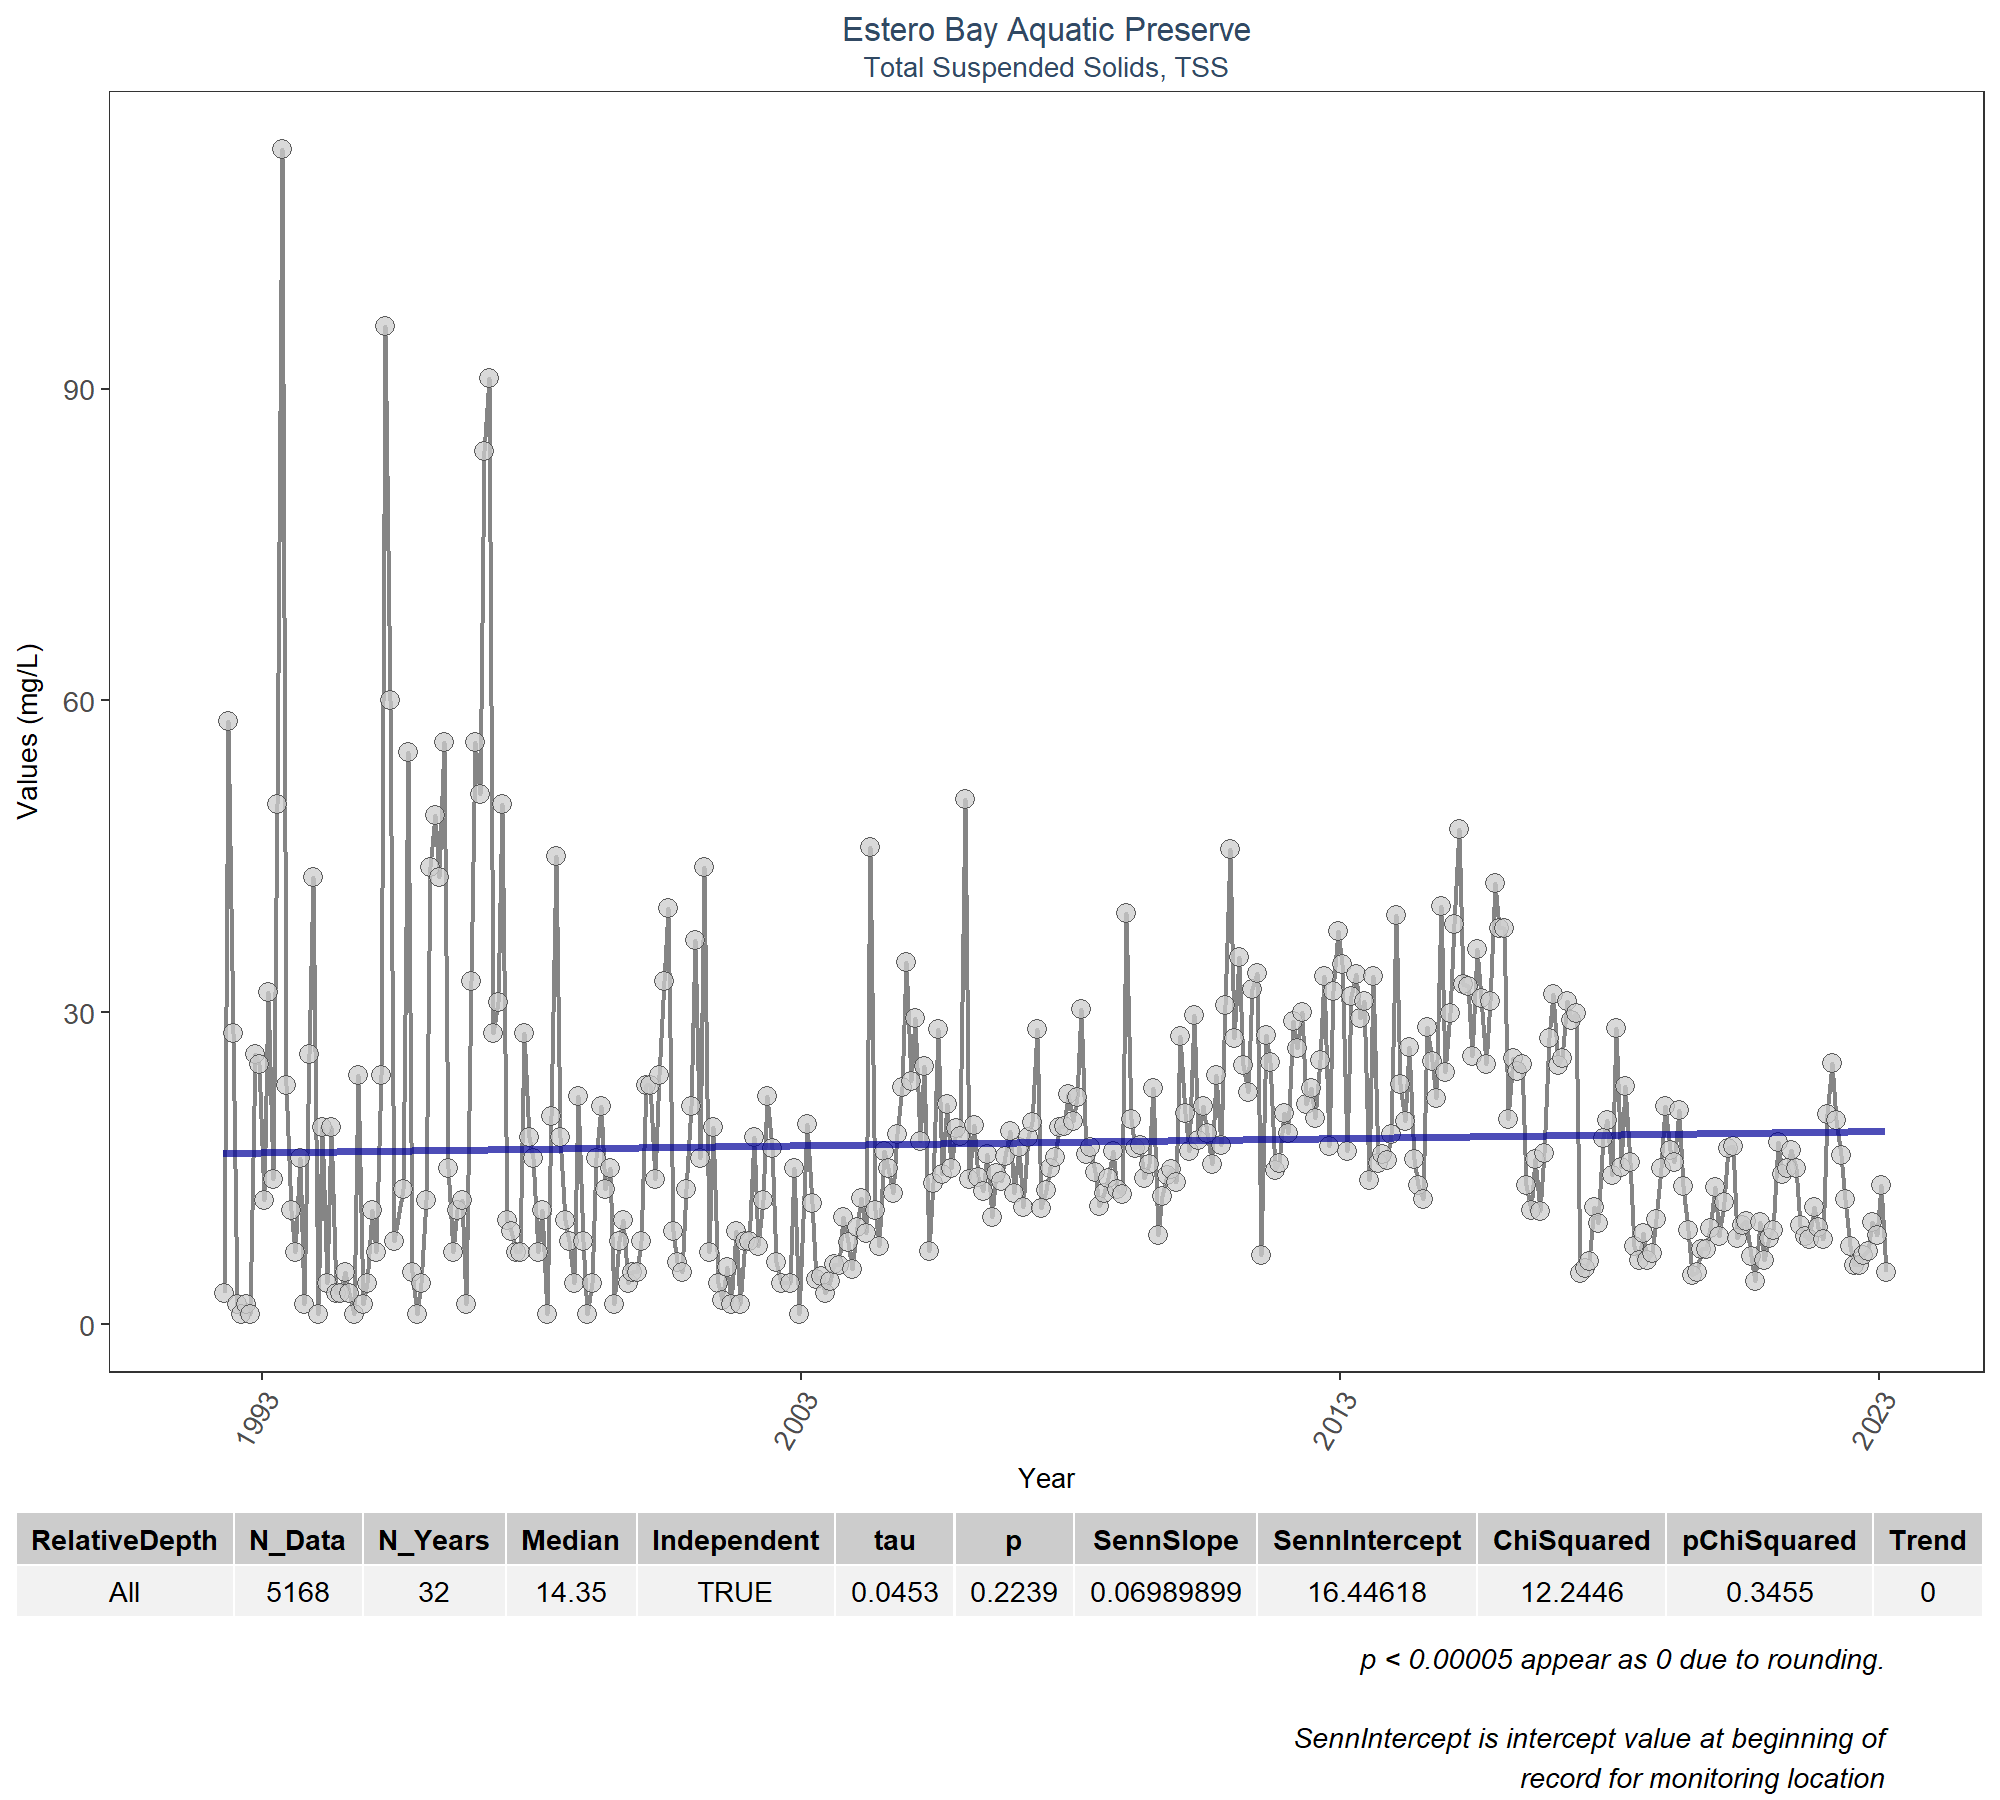 Estero Bay Aquatic Preserve
Total Suspended Solids, TSS
Values (mg/L)
90
60
30
0
1993 2003 2013 2023
Year
RelativeDepth N_Data N_Years Median Independent tau p SennSlope SennIntercept ChiSquared pChiSquared Trend
All 5168 32 14.35 TRUE 0.0453 0.2239 0.06989899 16.44618 12.2446 0.3455 0
p < 0.00005 appear as 0 due to rounding.
SennIntercept is intercept value at beginning of
record for monitoring location